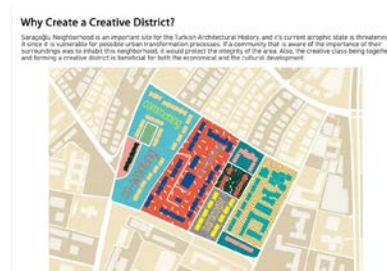 Why Create a Creative District?
Saraçoğlu Neighborhood is an important site for the Turkish Architectural History, and it's current atrophic state is threatening
it since it is vulnerable for possible urban transformation processes. If a community that is aware of the importance of their
surroundings was to inhabit this neighborhood, it would protect the integrity of the area. Also, the creative class being together
and forming a creative district is beneficial for both the economical and the cultural development.